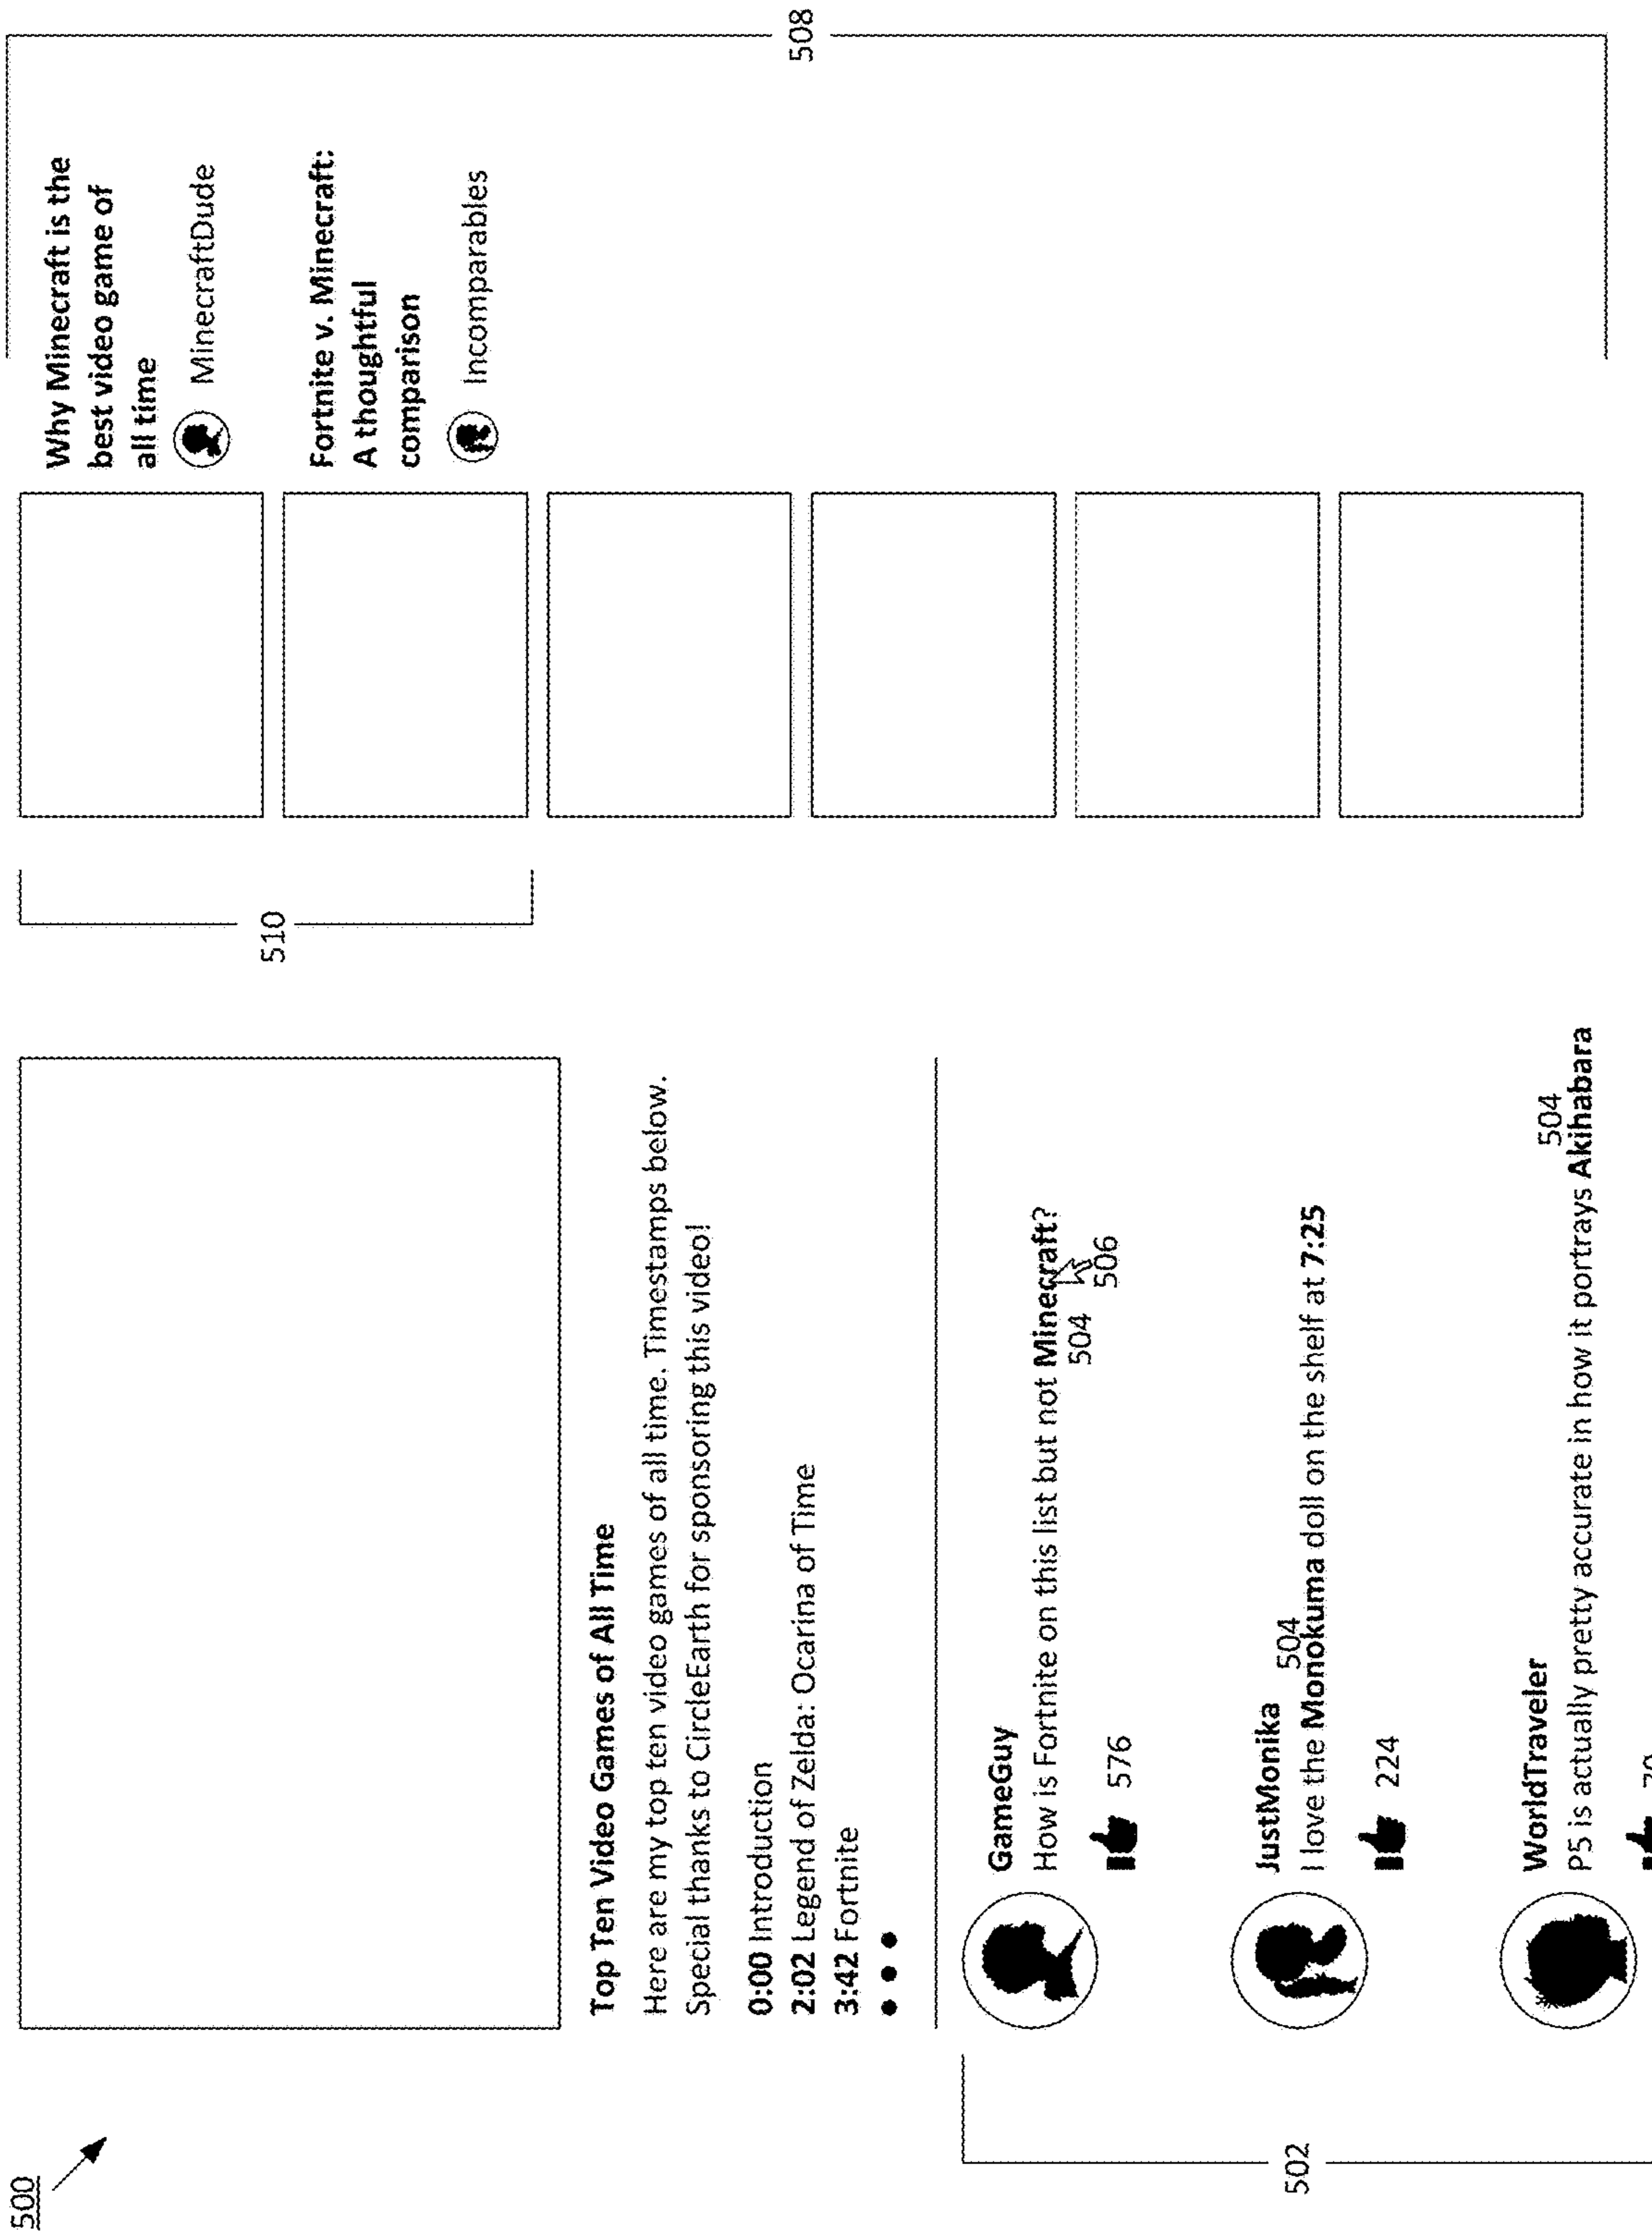 500
Top Ten Video Games of All Time
Here are my top ten video games of all time. Timestamps below.
Special thanks to CircleEarth for sponsoring this video!
0:00 Introduction
2:02 Legend of Zelda: Ocarina of Time
3:42 Fortnite
502
GameGuy
How is Fortnite on this list but not Minecraft?
504
506
576
JustMonika
504
I love the Monokuma doll on the shelf at 7:25
224
WorldTraveler
504
P5 is actually pretty accurate in how it portrays Akihabara
510
Why Minecraft is the
best video game of
all time
MinecraftDude
Fortnite v. Minecraft:
A thoughtful
comparison
Incomparables
508